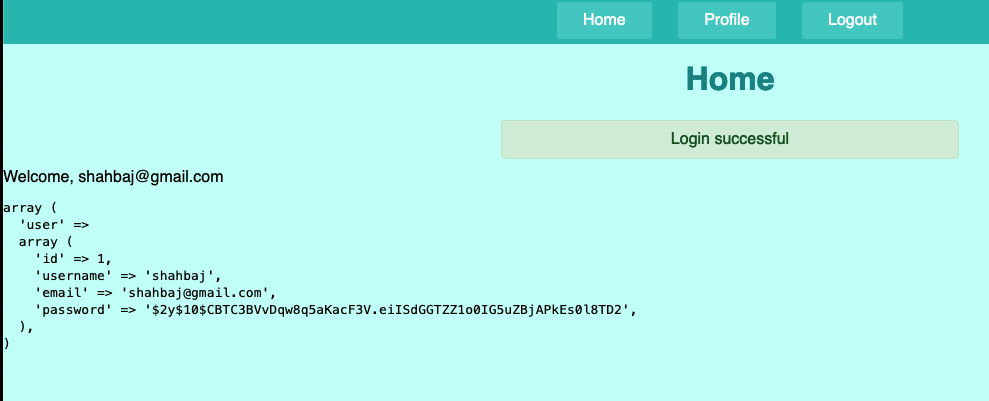 Home Profile Logout
Home
Login successful
Welcome, shahbaj@gmail.com
array (
  'user' =>
  array (
    'id' => 1,
    'username' => 'shahbaj',
    'email' => 'shahbaj@gmail.com',
    'password' => '$2y$10$CBTC3BVvDqw8q5aKacF3V.eiISdGGTZZ1o0IG5uZBjAPkEs0l8TD2',
  ),
)